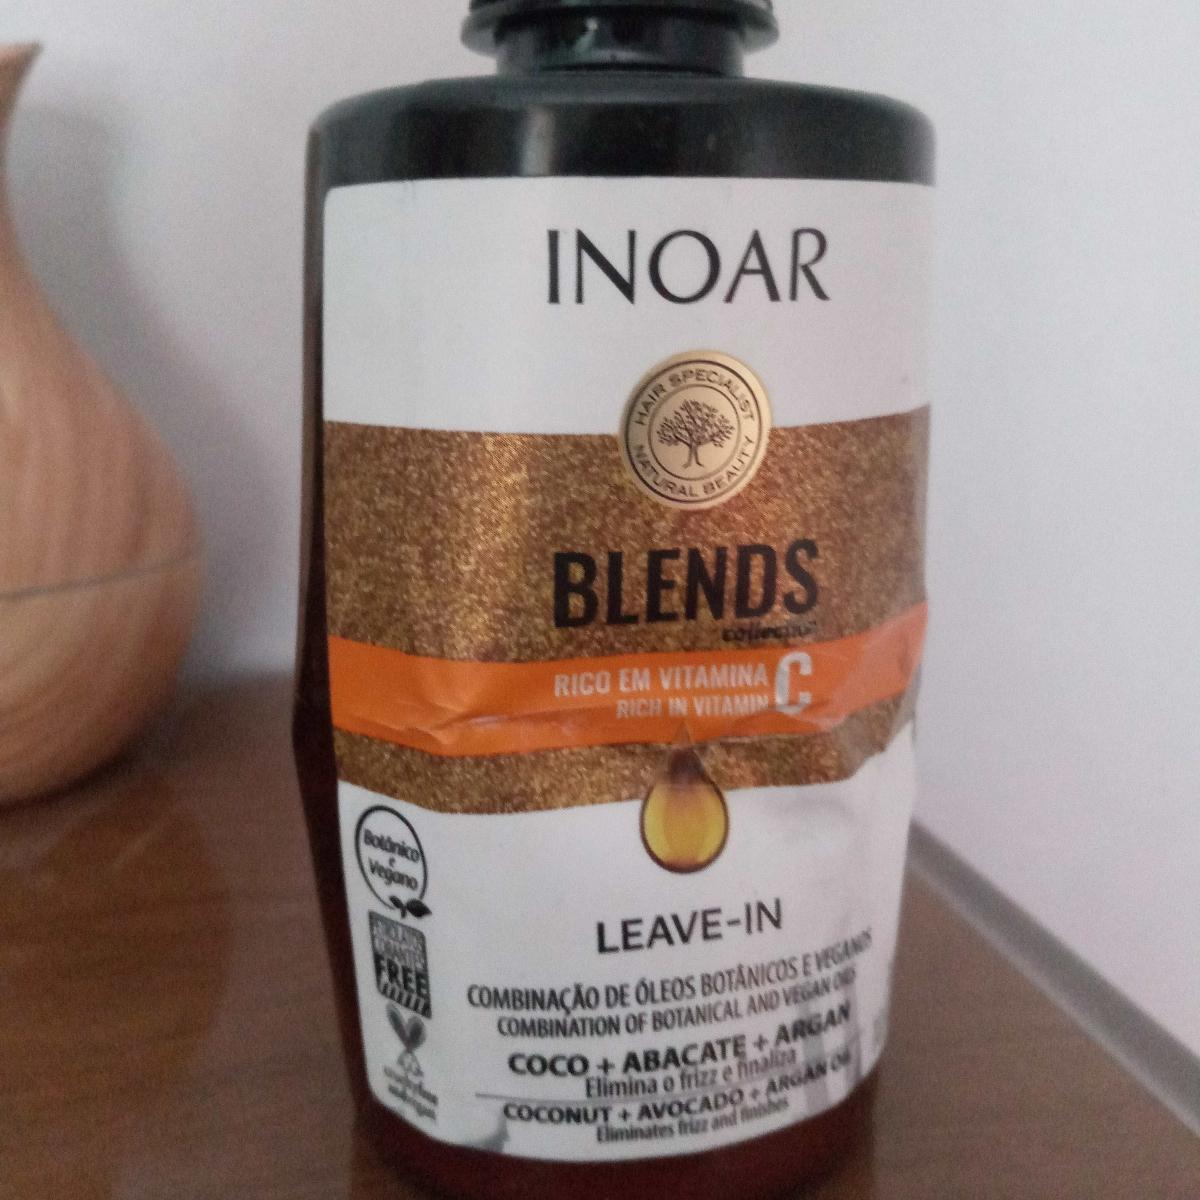 INOAR
HAIR SPECIALIST
NATURAL BEAUTY
BLENDS
collection
RICO EM VITAMINA C
RICH IN VITAMIN
Botânico
e
Vegano
FREE
LEAVE-IN
COMBINAÇÃO DE ÓLEOS BOTÂNICOS E VEGANOS
COMBINATION OF BOTANICAL AND VEGAN OILS
COCO + ABACATE + ARGAN
Elimina o frizz e finaliza
COCONUT + AVOCADO + ARGAN OIL
Eliminates frizz and finishes